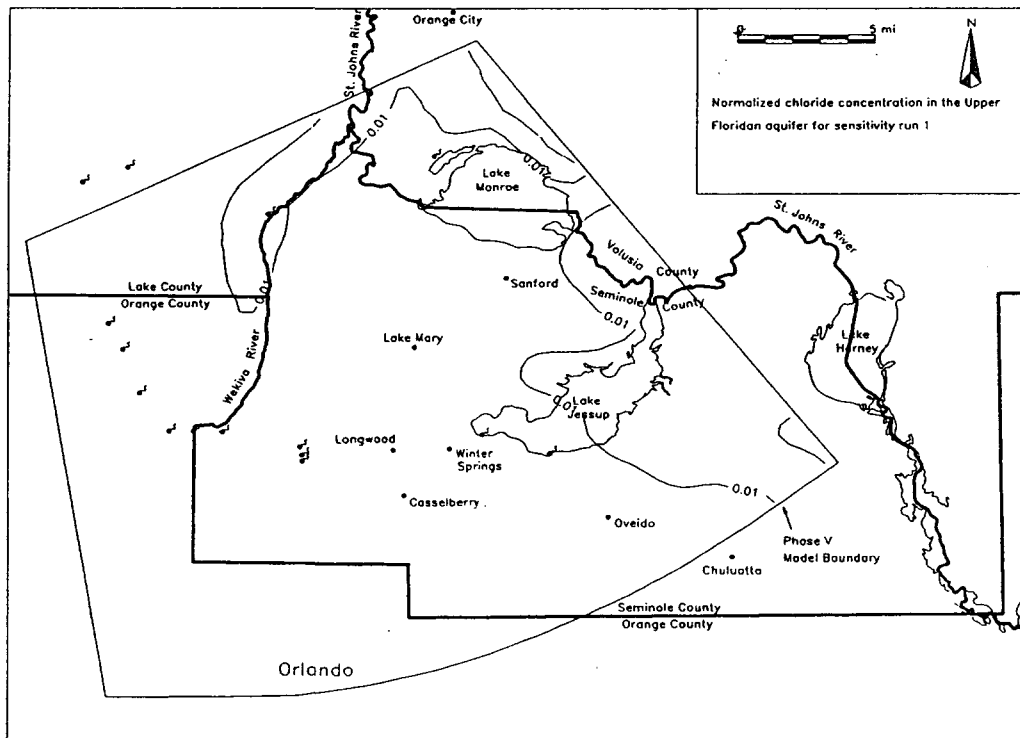 Orange City
0 5 mi
N
Normalized chloride concentration in the Upper
Floridan aquifer for sensitivity run 1
St. Johns River
0.01
0.01
Lake
Monroe
St. Johns River
Volusia County
Seminole County
Sanford
Lake County
Orange County
0.01
0.01
Lake
Harney
Lake Mary
Wekiva River
0.01
Lake
Jessup
Longwood
Winter
Springs
0.01
Casselberry
Oveido
Phase V
Model Boundary
Chuluotta
Seminole County
Orange County
Orlando